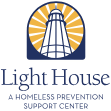 Light House
A HOMELESS PREVENTION
SUPPORT CENTER